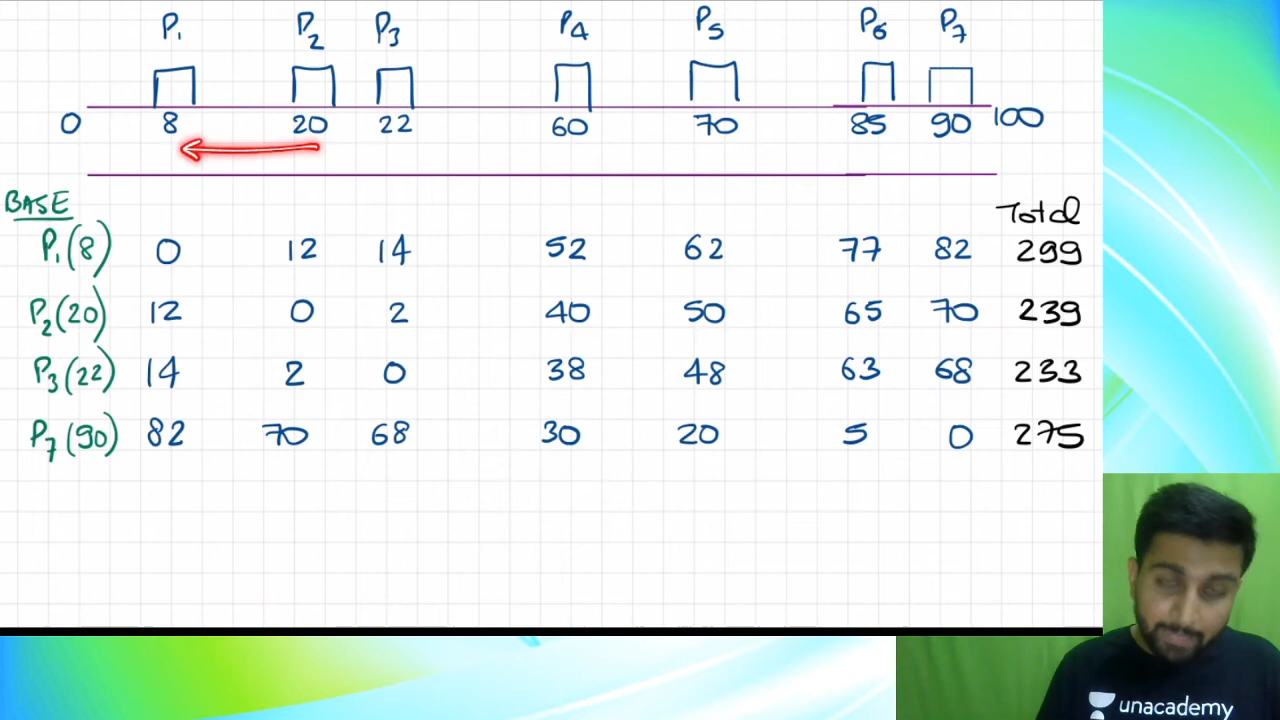 P1 P2 P3 P4 P5 P6 P7
0 8 20 22 60 70 85 90 100
BASE Total
P1(8) 0 12 14 52 62 77 82 299
P2(20) 12 0 2 40 50 65 70 239
P3(22) 14 2 0 38 48 63 68 233
P7(90) 82 70 68 30 20 5 0 275
unacademy